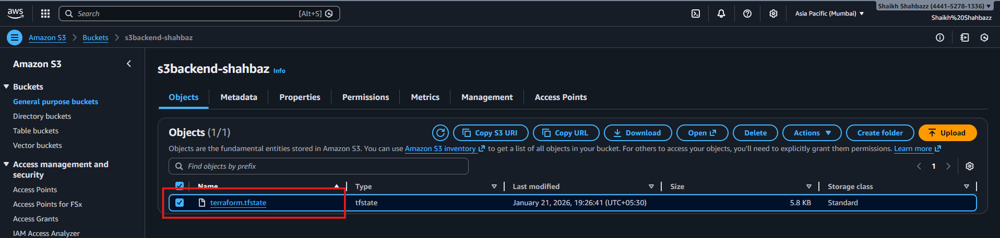 aws
Search [Alt+S]
Asia Pacific (Mumbai)
Shaikh Shahbazz (4441-5278-1336)
Shaikh%20Shahbazz
Amazon S3 > Buckets > s3backend-shahbaz
Amazon S3
Buckets
General purpose buckets
Directory buckets
Table buckets
Vector buckets
Access management and
security
Access Points
Access Points for FSx
Access Grants
IAM Access Analyzer
s3backend-shahbaz Info
Objects Metadata Properties Permissions Metrics Management Access Points
Objects (1/1)
Copy S3 URI Copy URL Download Open Delete Actions Create folder Upload
Objects are the fundamental entities stored in Amazon S3. You can use Amazon S3 inventory to get a list of all objects in your bucket. For others to access your objects, you'll need to explicitly grant them permissions. Learn more
Find objects by prefix
1
Name Type Last modified Size Storage class
terraform.tfstate tfstate January 21, 2026, 19:26:41 (UTC+05:30) 5.8 KB Standard